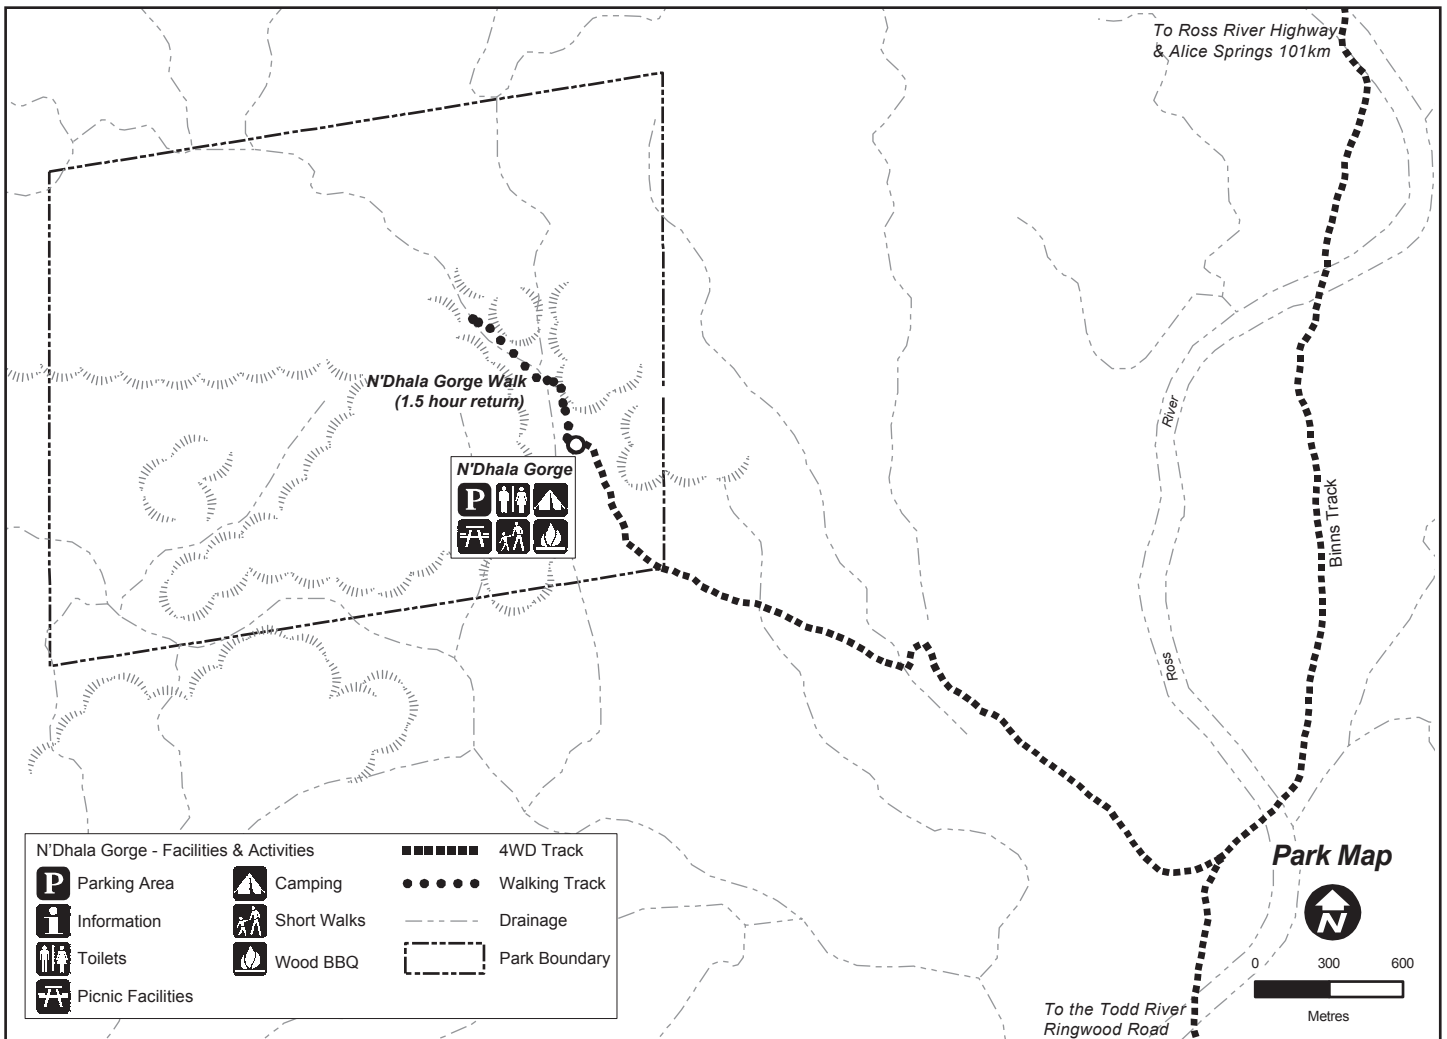 To Ross River Highway
& Alice Springs 101km
N'Dhala Gorge Walk
(1.5 hour return)
River
N'Dhala Gorge
P
Binns Track
Ross
N'Dhala Gorge - Facilities & Activities
P Parking Area
i Information
Toilets
Picnic Facilities
Camping
Short Walks
Wood BBQ
4WD Track
Walking Track
Drainage
Park Boundary
Park Map
N
0 300 600
Metres
To the Todd River
Ringwood Road